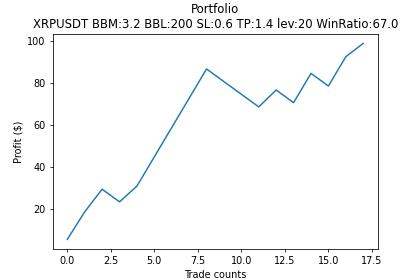 Portfolio
XRPUSDT BBM:3.2 BBL:200 SL:0.6 TP:1.4 lev:20 WinRatio:67.0
100
80
60
40
20
Profit ($)
0.0 2.5 5.0 7.5 10.0 12.5 15.0 17.5
Trade counts